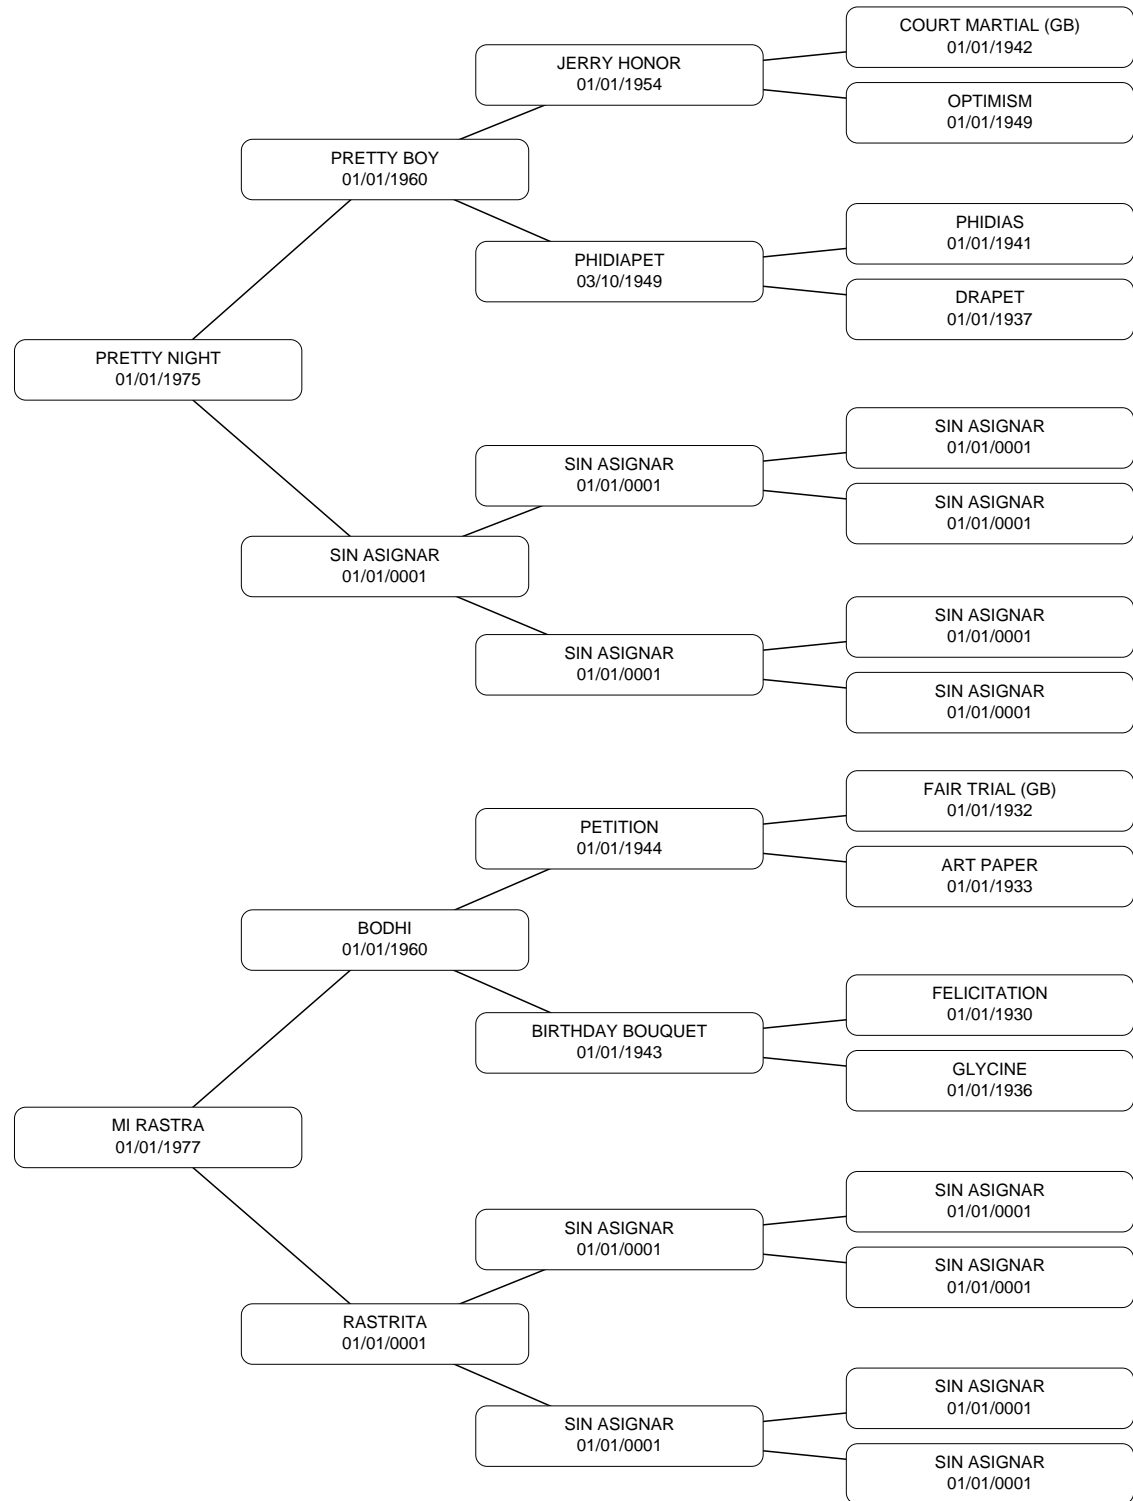 COURT MARTIAL (GB)
01/01/1942
JERRY HONOR
01/01/1954
OPTIMISM
01/01/1949
PRETTY BOY
01/01/1960
PHIDIAS
01/01/1941
PHIDIAPET
03/10/1949
DRAPET
01/01/1937
PRETTY NIGHT
01/01/1975
SIN ASIGNAR
01/01/0001
SIN ASIGNAR
01/01/0001
SIN ASIGNAR
01/01/0001
SIN ASIGNAR
01/01/0001
SIN ASIGNAR
01/01/0001
SIN ASIGNAR
01/01/0001
SIN ASIGNAR
01/01/0001
FAIR TRIAL (GB)
01/01/1932
PETITION
01/01/1944
ART PAPER
01/01/1933
BODHI
01/01/1960
FELICITATION
01/01/1930
BIRTHDAY BOUQUET
01/01/1943
GLYCINE
01/01/1936
MI RASTRA
01/01/1977
SIN ASIGNAR
01/01/0001
SIN ASIGNAR
01/01/0001
SIN ASIGNAR
01/01/0001
RASTRITA
01/01/0001
SIN ASIGNAR
01/01/0001
SIN ASIGNAR
01/01/0001
SIN ASIGNAR
01/01/0001